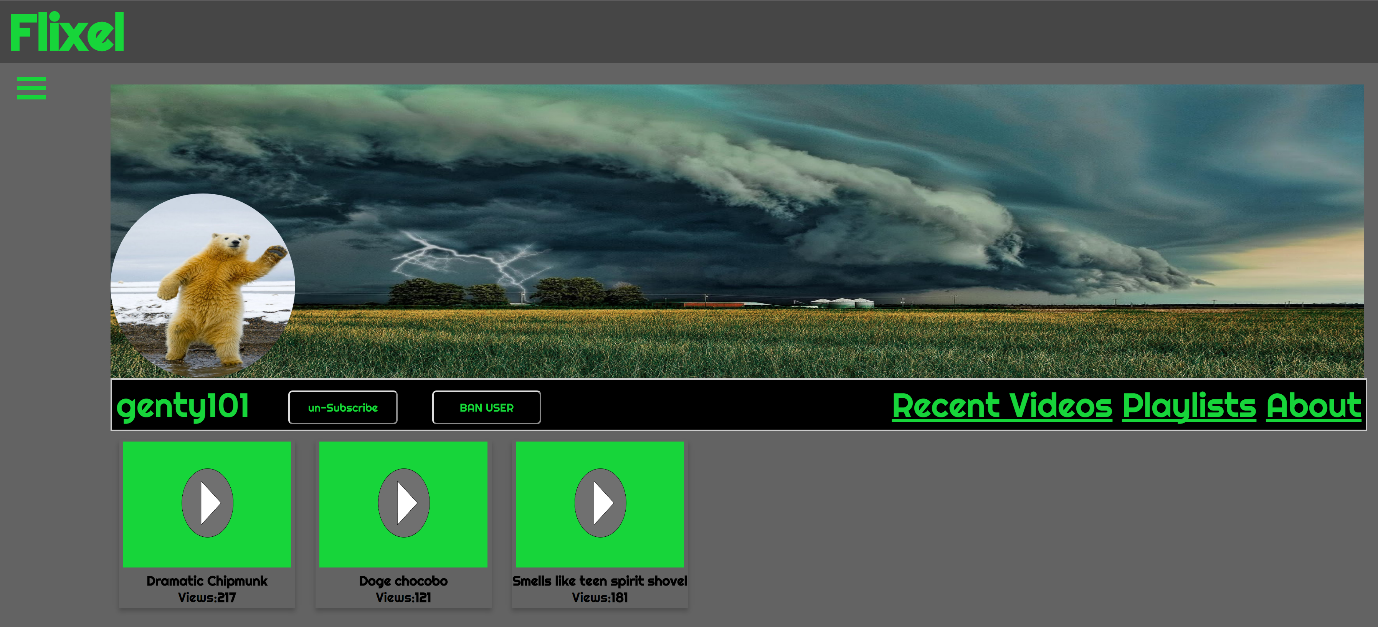 Flixel
genty101 un-Subscribe BAN USER Recent Videos Playlists About
Dramatic Chipmunk
Views:217
Doge chocobo
Views:121
Smells like teen spirit shovel
Views:181